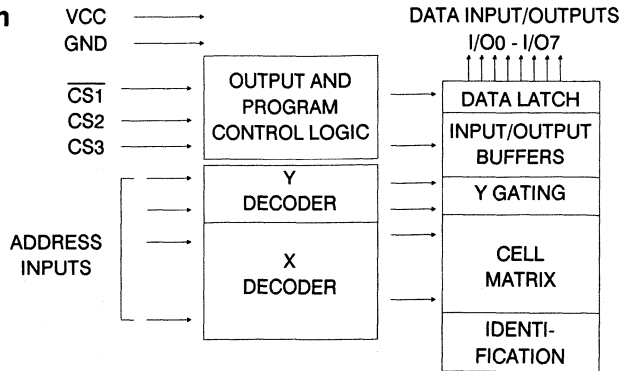 n
VCC
GND
CS1
CS2
CS3
ADDRESS
INPUTS
OUTPUT AND
PROGRAM
CONTROL LOGIC
Y
DECODER
X
DECODER
DATA INPUT/OUTPUTS
I/O0 - I/O7
DATA LATCH
INPUT/OUTPUT
BUFFERS
Y GATING
CELL
MATRIX
IDENTI-
FICATION